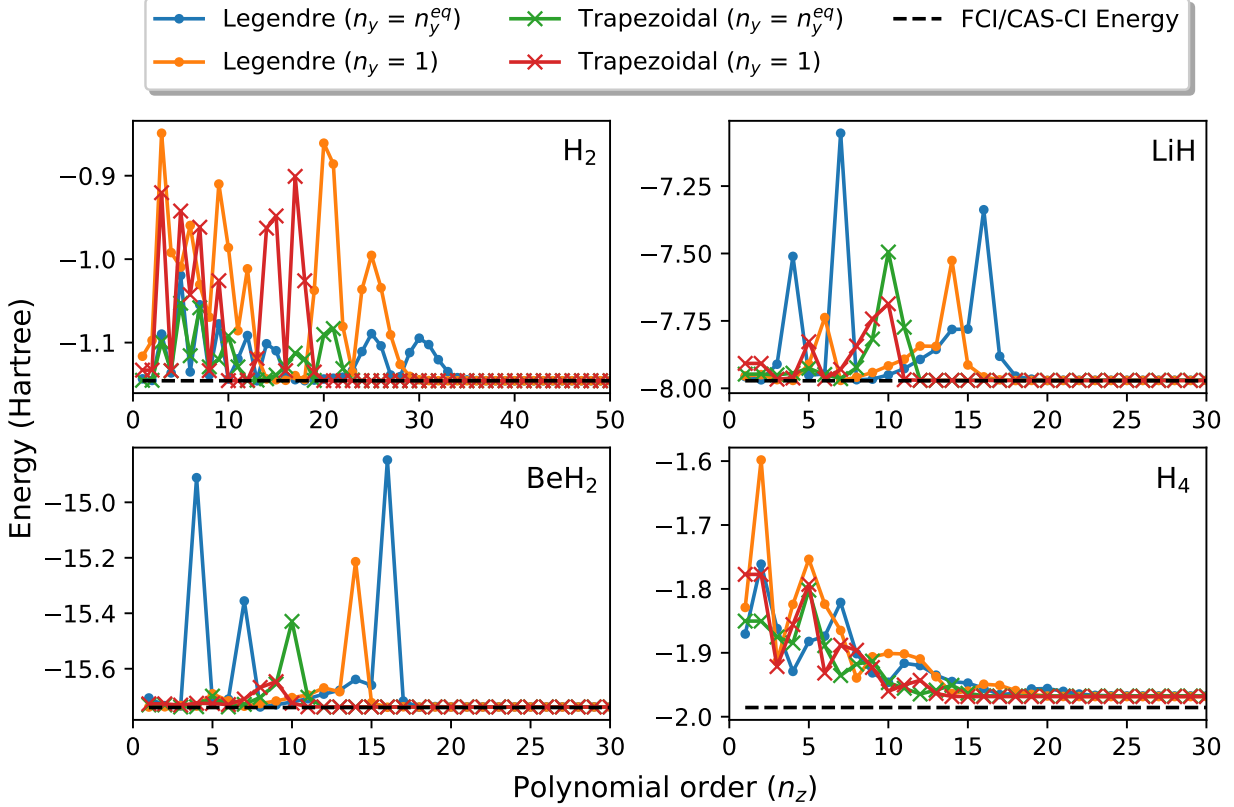 Legendre (n_y = n_y^{eq}) Trapezoidal (n_y = n_y^{eq}) FCI/CAS-CI Energy
Legendre (n_y = 1) Trapezoidal (n_y = 1)
H₂
−0.9
−1.0
−1.1
0 10 20 30 40 50
LiH
−7.25
−7.50
−7.75
−8.00
0 5 10 15 20 25 30
Energy (Hartree)
BeH₂
−15.0
−15.2
−15.4
−15.6
0 5 10 15 20 25 30
H₄
−1.6
−1.7
−1.8
−1.9
−2.0
0 5 10 15 20 25 30
Polynomial order (n_z)